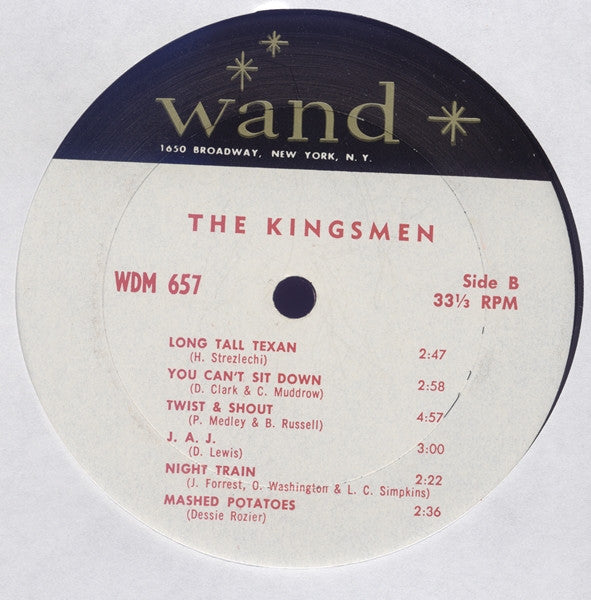 wand
1650 BROADWAY, NEW YORK, N. Y.
THE KINGSMEN
WDM 657
Side B
33⅓ RPM
LONG TALL TEXAN 2:47
(H. Strezlechi)
YOU CAN'T SIT DOWN 2:58
(D. Clark & C. Muddrow)
TWIST & SHOUT 4:57
(P. Medley & B. Russell)
J. A. J. 3:00
(D. Lewis)
NIGHT TRAIN 2:22
(J. Forrest, O. Washington & L. C. Simpkins)
MASHED POTATOES 2:36
(Dessie Rozier)